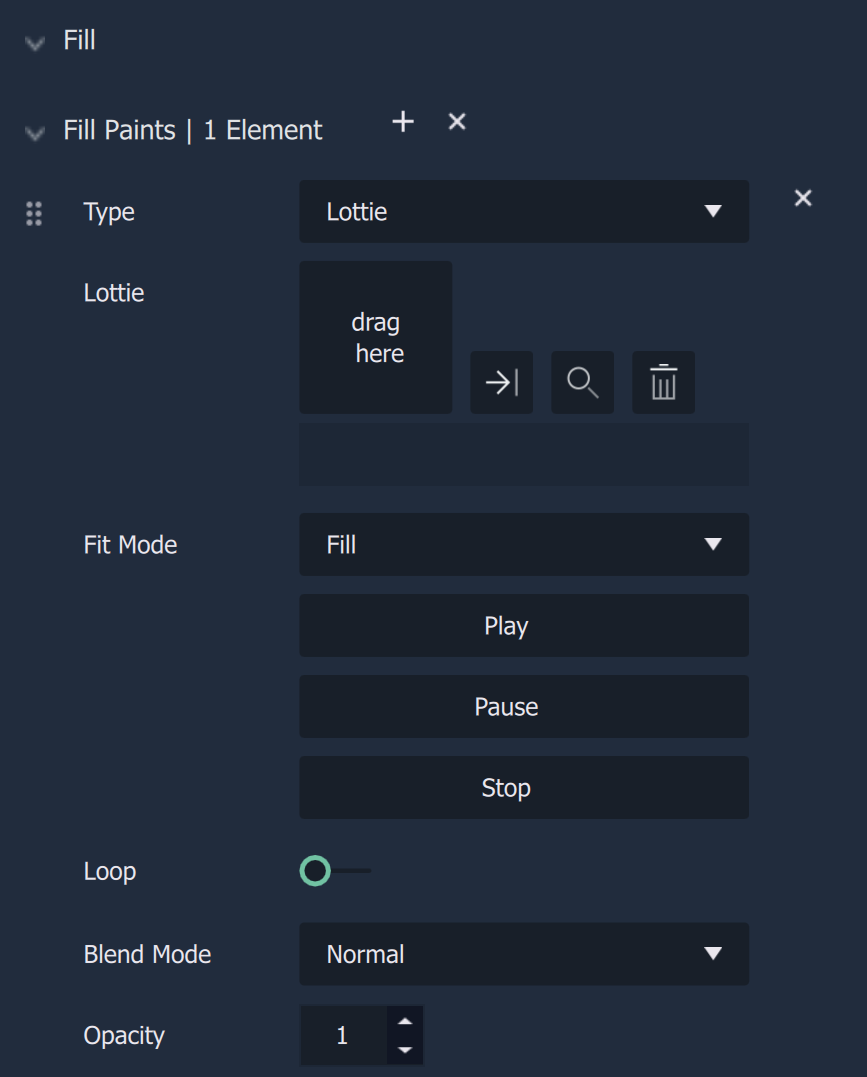 Fill
Fill Paints | 1 Element
Type Lottie
Lottie
drag
here
Fit Mode Fill
Play
Pause
Stop
Loop
Blend Mode Normal
Opacity 1